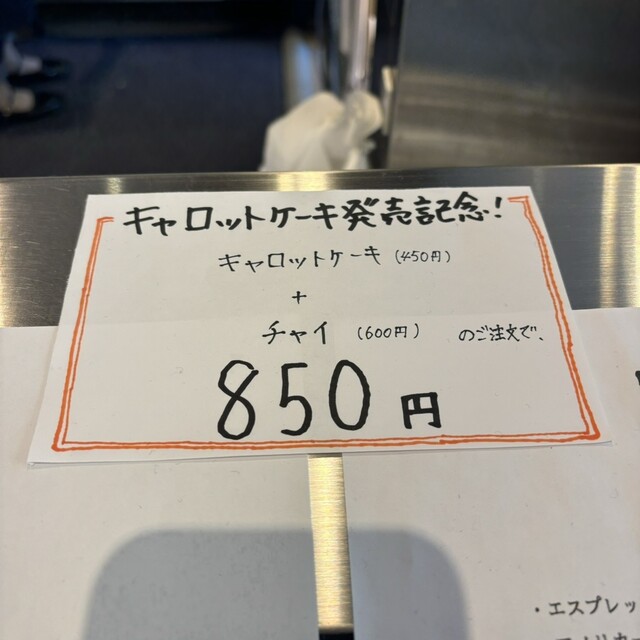 キャロットケーキ発売記念!
キャロットケーキ (450円)
+
チャイ (600円) のご注文で、
850円
・エスプレッ